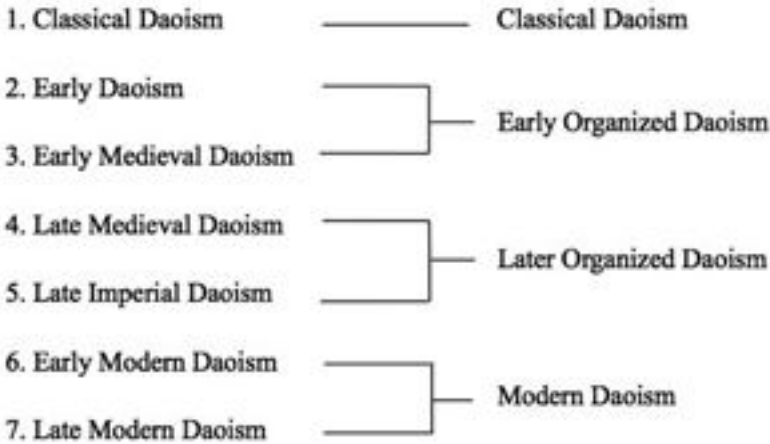 1. Classical Daoism
Classical Daoism
2. Early Daoism
Early Organized Daoism
3. Early Medieval Daoism
4. Late Medieval Daoism
Later Organized Daoism
5. Late Imperial Daoism
6. Early Modern Daoism
Modern Daoism
7. Late Modern Daoism